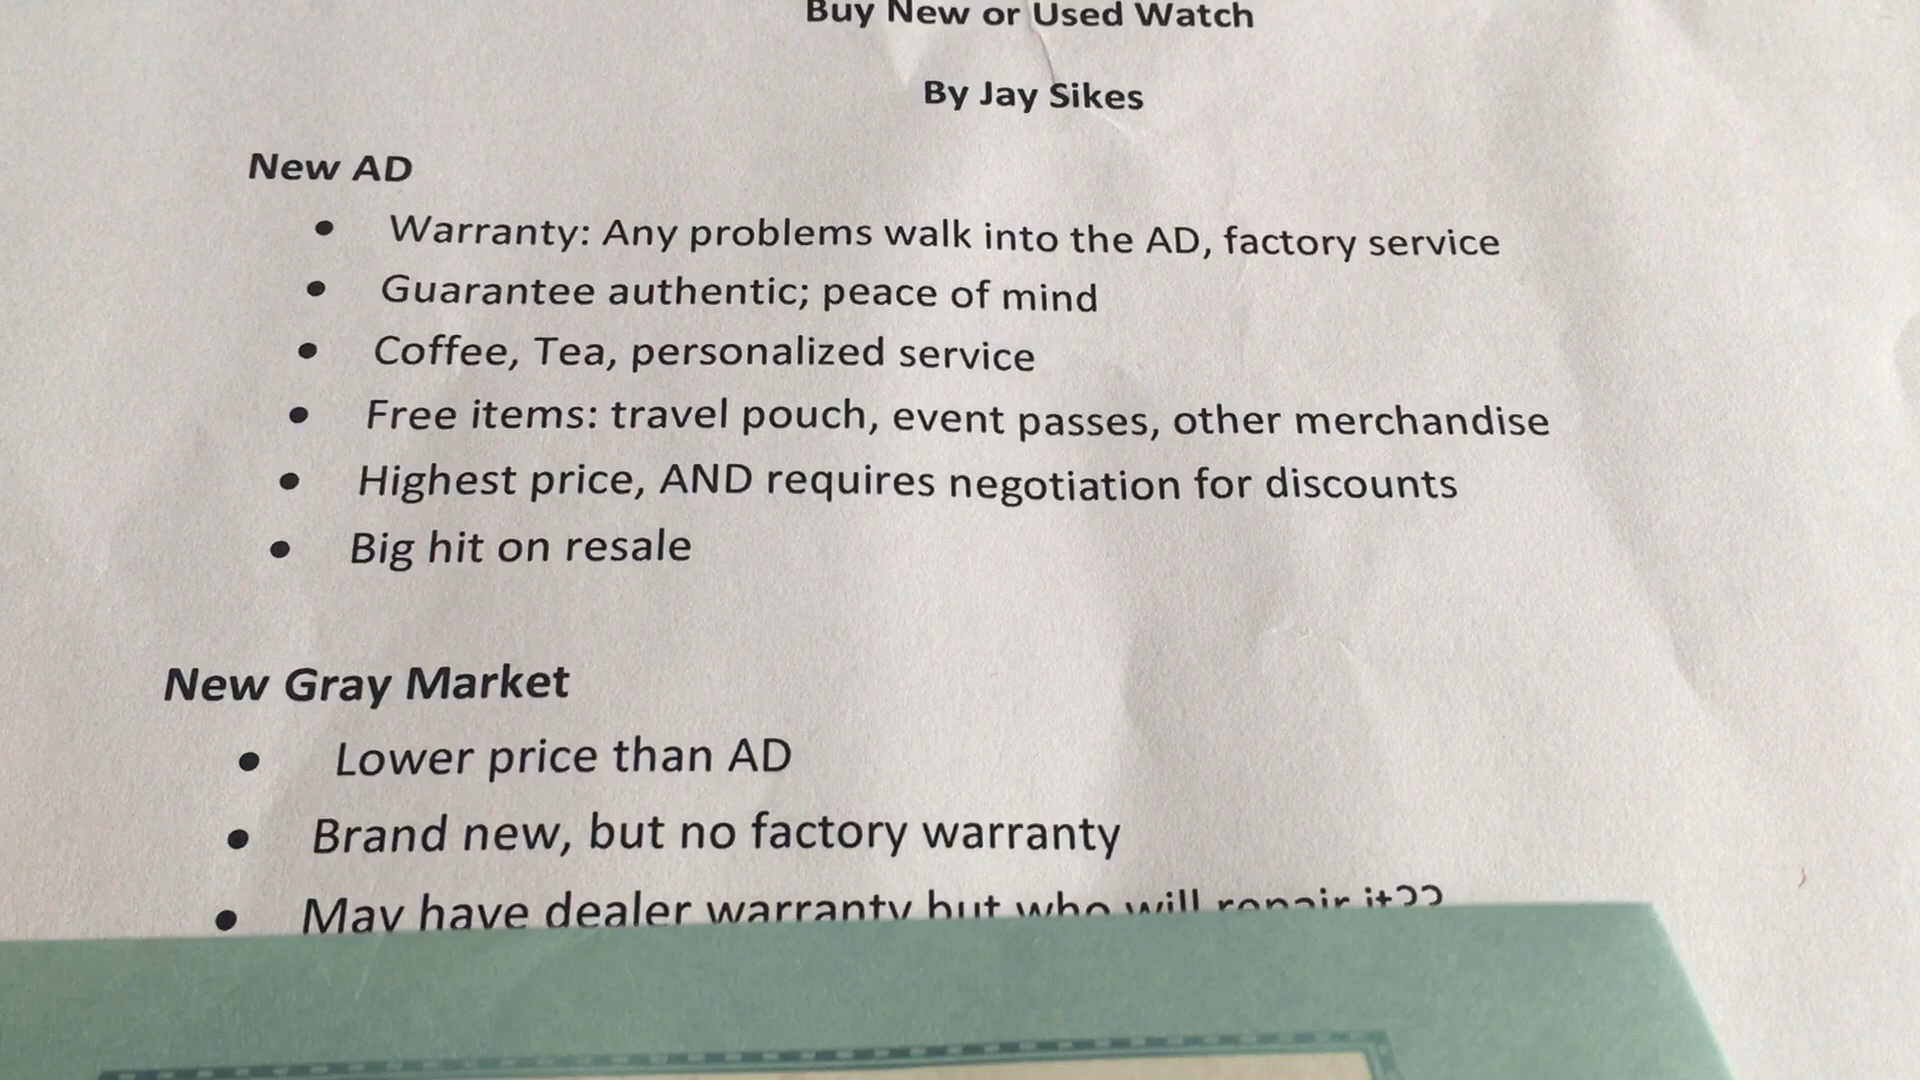 Buy New or Used Watch
By Jay Sikes
New AD
• Warranty: Any problems walk into the AD, factory service
• Guarantee authentic; peace of mind
• Coffee, Tea, personalized service
• Free items: travel pouch, event passes, other merchandise
• Highest price, AND requires negotiation for discounts
• Big hit on resale
New Gray Market
• Lower price than AD
• Brand new, but no factory warranty
• May have dealer warranty but who will repair it??